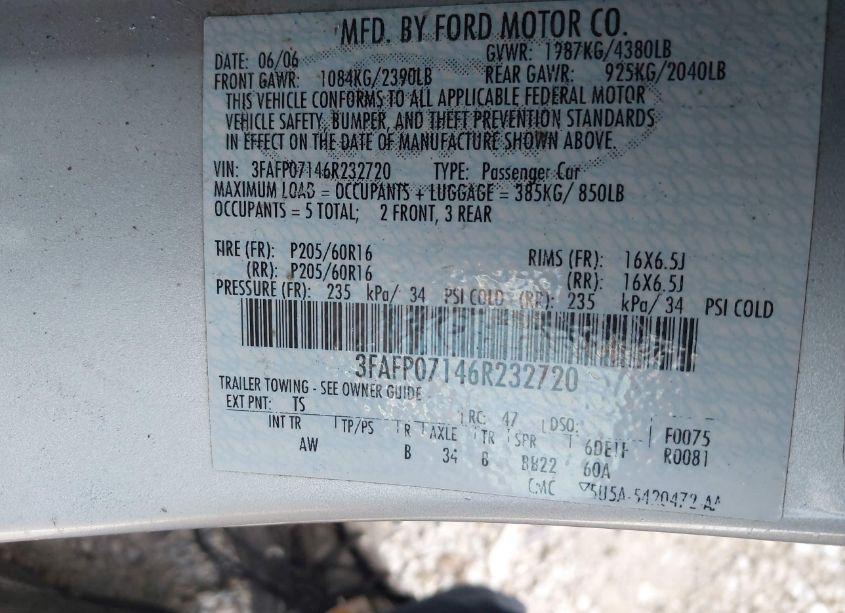 MFD. BY FORD MOTOR CO.
DATE: 06/06 GVWR: 1987KG/4380LB
FRONT GAWR: 1084KG/2390LB REAR GAWR: 925KG/2040LB
THIS VEHICLE CONFORMS TO ALL APPLICABLE FEDERAL MOTOR
VEHICLE SAFETY, BUMPER, AND THEFT PREVENTION STANDARDS
IN EFFECT ON THE DATE OF MANUFACTURE SHOWN ABOVE.
VIN: 3FAFP07146R232720 TYPE: Passenger Car
MAXIMUM LOAD = OCCUPANTS + LUGGAGE = 385KG/ 850LB
OCCUPANTS = 5 TOTAL; 2 FRONT, 3 REAR
TIRE (FR): P205/60R16 RIMS (FR): 16X6.5J
(RR): P205/60R16 (RR): 16X6.5J
PRESSURE (FR): 235 kPa/ 34 PSI COLD (RR): 235 kPa/ 34 PSI COLD
3FAFP07146R232720
TRAILER TOWING - SEE OWNER GUIDE
EXT PNT: TS RC: 47 DSO: F0075
INT TR TP/PS R AXLE TR SPR R0081
AW B 34 BB22 60A
CMC